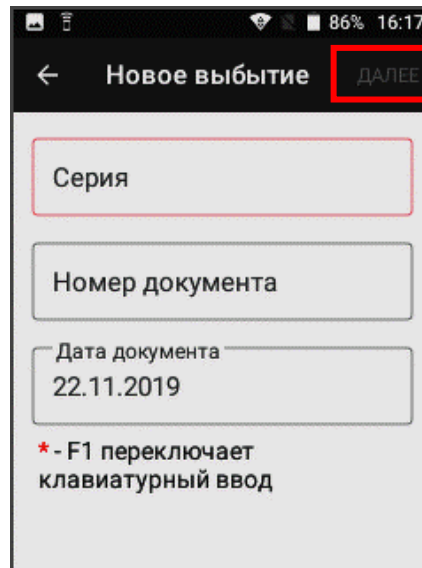 86% 16:17
Новое выбытие ДАЛЕЕ
Серия
Номер документа
Дата документа
22.11.2019
* - F1 переключает
клавиатурный ввод